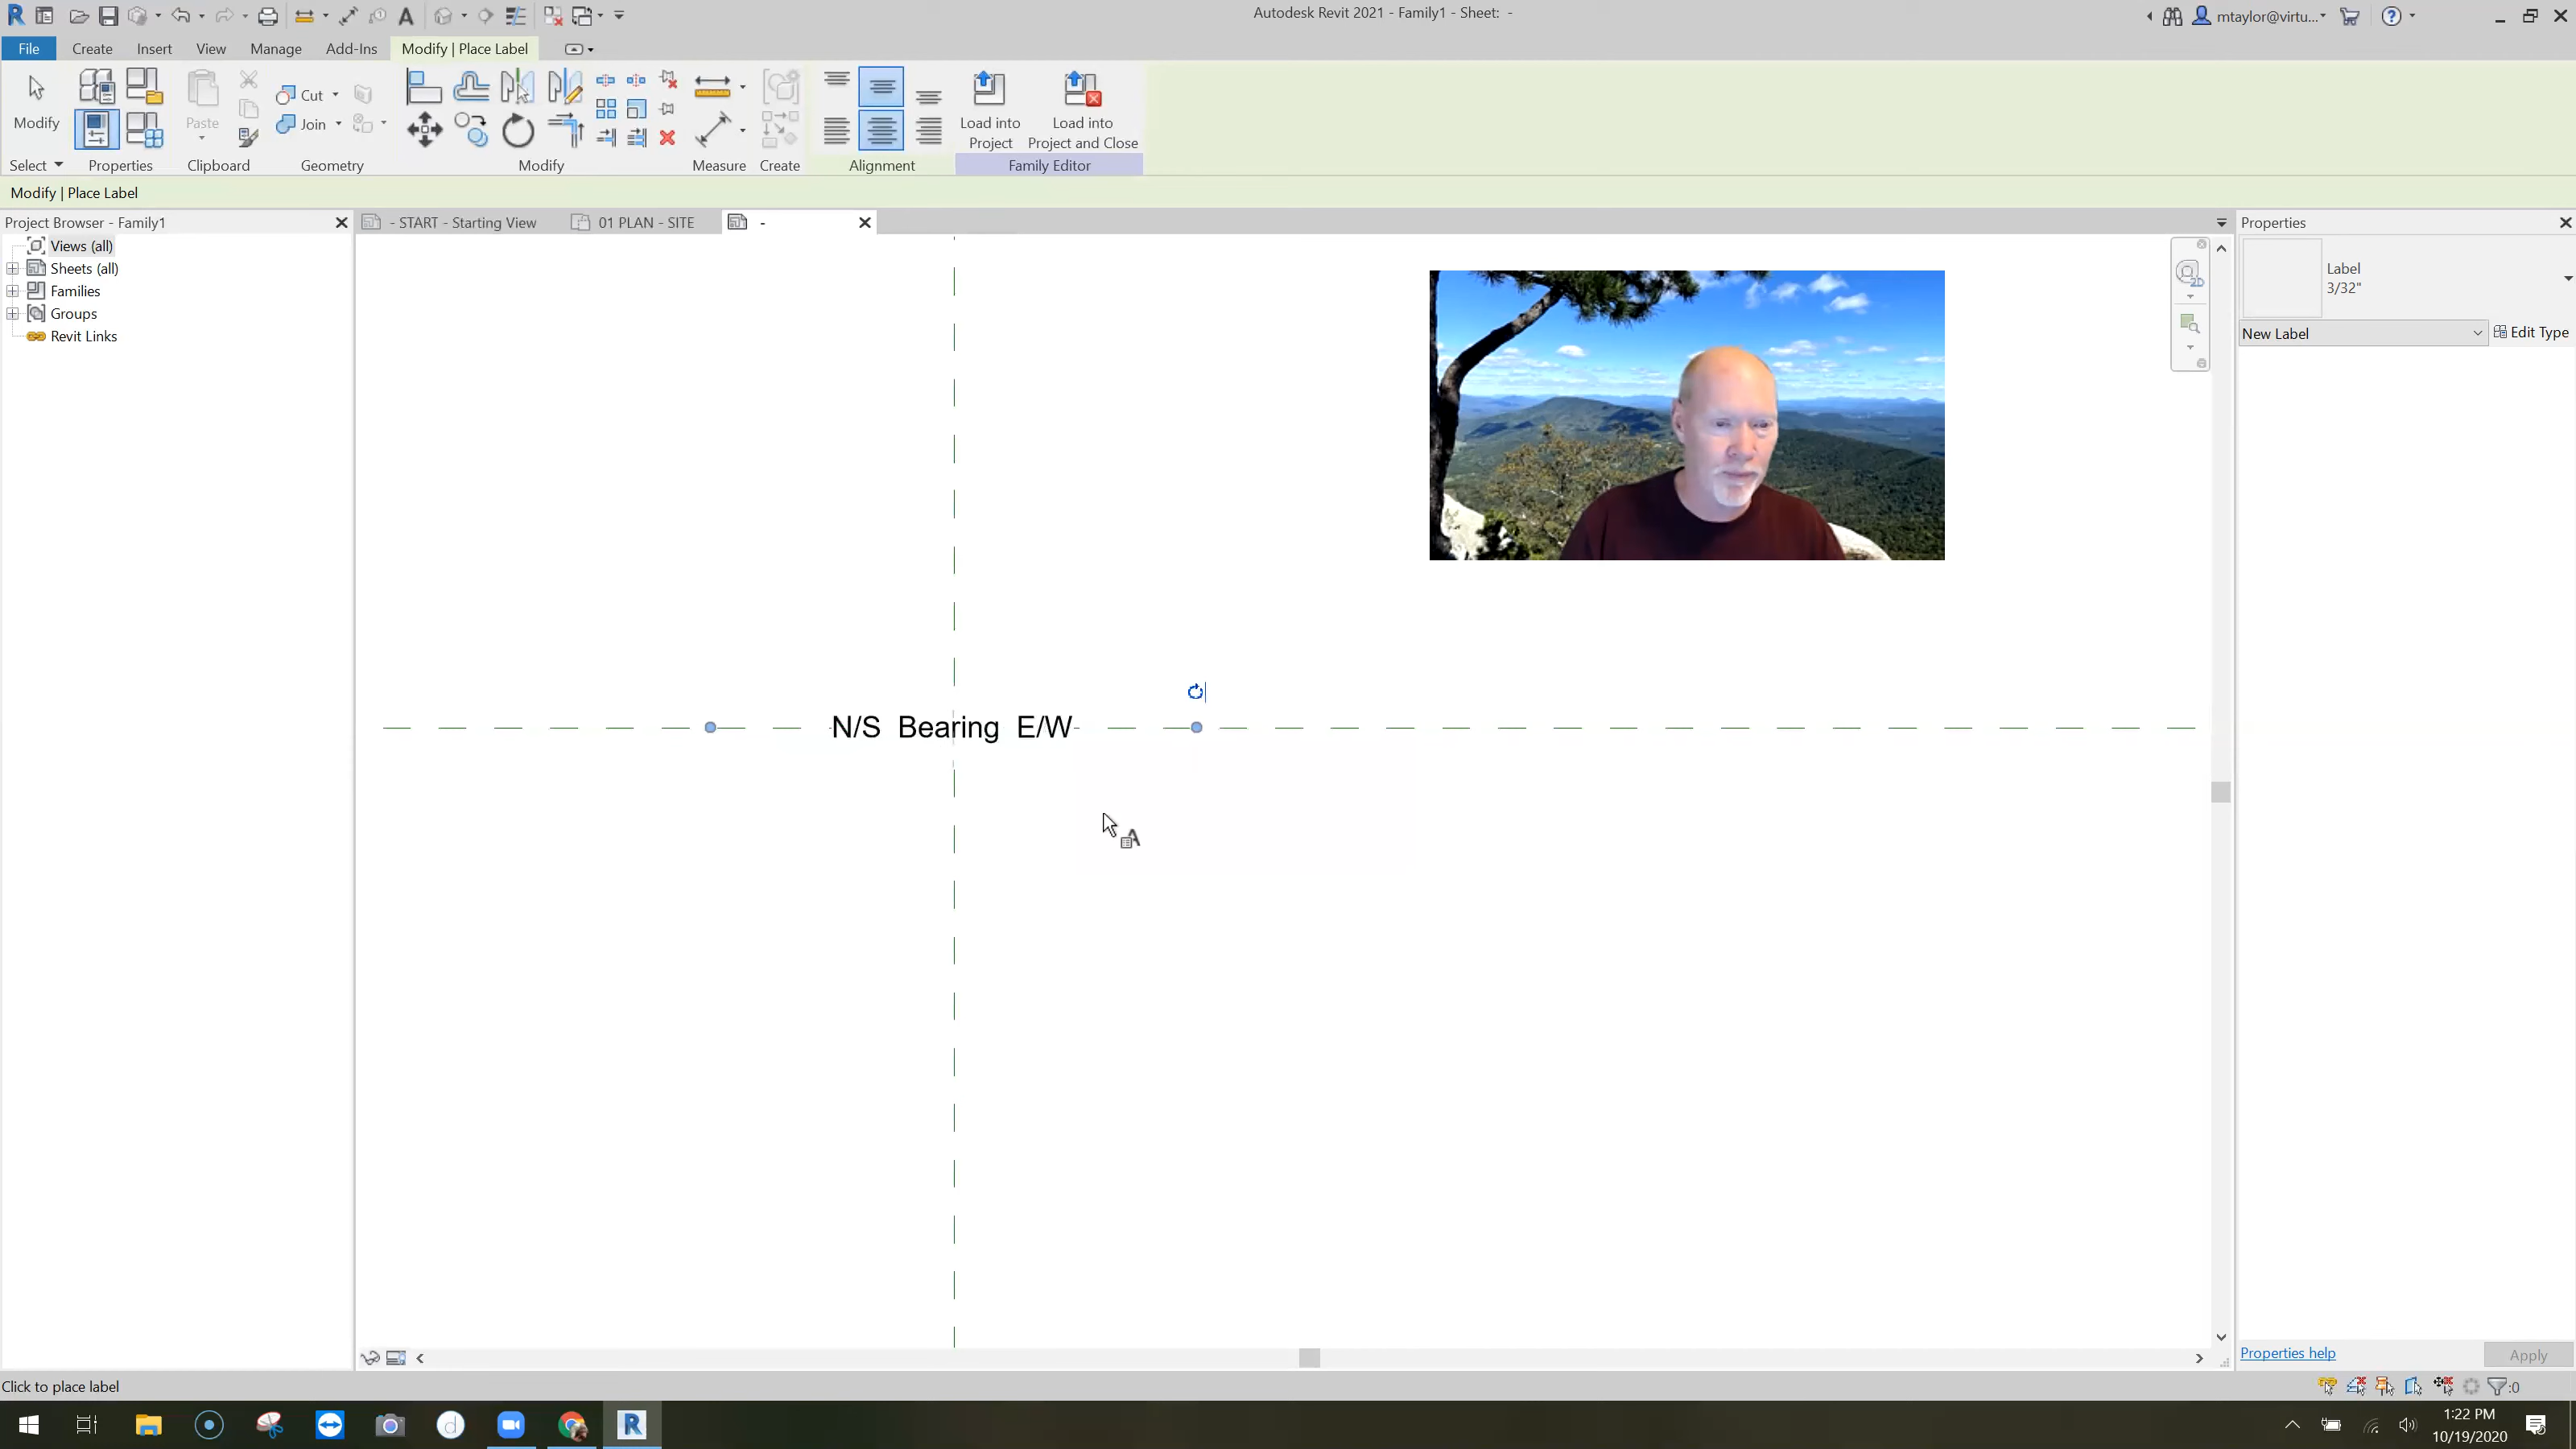 Autodesk Revit 2021 - Family1 - Sheet: -
mtaylor@virtu...
File Create Insert View Manage Add-Ins Modify | Place Label
Modify
Paste
Cut
Join
Load into Project
Load into Project and Close
Select Properties Clipboard Geometry Modify Measure Create Alignment Family Editor
Modify | Place Label
Project Browser - Family1
- START - Starting View
01 PLAN - SITE
-
Properties
Views (all)
Sheets (all)
Families
Groups
Revit Links
Label
3/32"
New Label
Edit Type
2D
N/S Bearing E/W
A
Properties help
Apply
Click to place label
:0
1:22 PM
10/19/2020